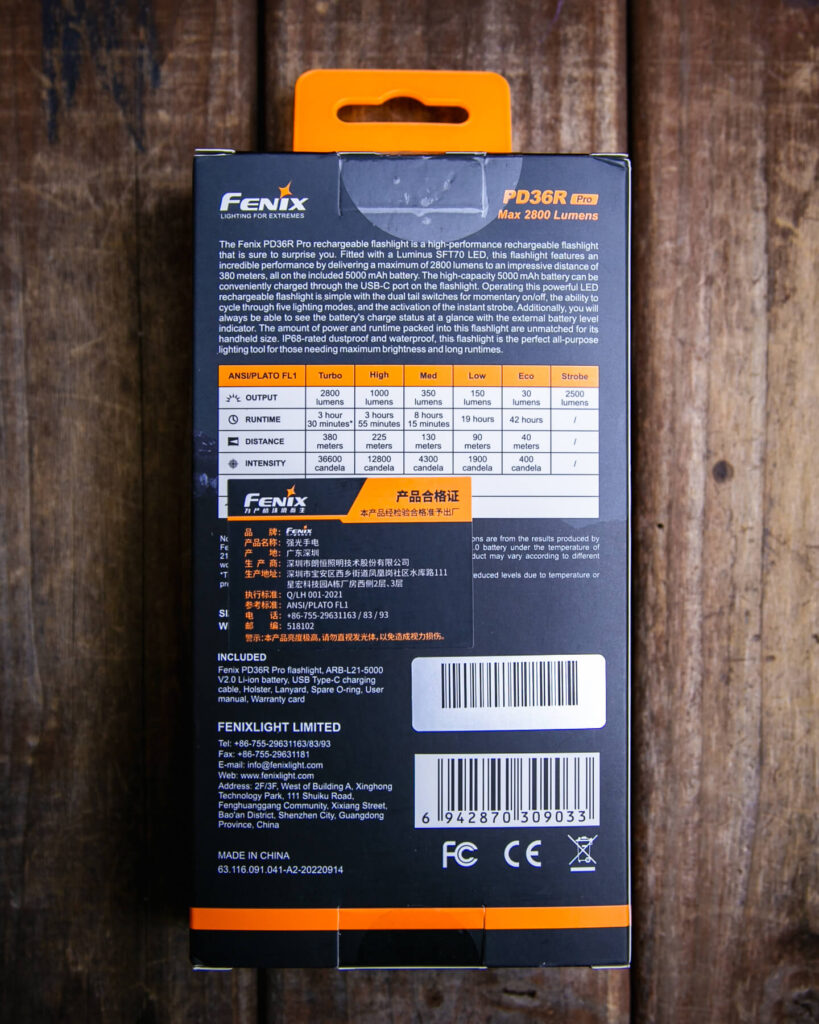 FENIX
LIGHTING FOR EXTREMES
PD36R Pro
Max 2800 Lumens
The Fenix PD36R Pro rechargeable flashlight is a high-performance rechargeable flashlight
that is sure to surprise you. Fitted with a Luminus SFT70 LED, this flashlight features an
incredible performance by delivering a maximum of 2800 lumens to an impressive distance of
380 meters, all on the included 5000 mAh battery. The high-capacity 5000 mAh battery can be
conveniently charged through the USB-C port on the flashlight. Operating this powerful LED
rechargeable flashlight is simple with the dual tail switches for momentary on/off, the ability to
cycle through five lighting modes, and the activation of the instant strobe. Additionally, you will
always be able to see the battery's charge status at a glance with the external battery level
indicator. The amount of power and runtime packed into this flashlight are unmatched for its
handheld size. IP68-rated dustproof and waterproof, this flashlight is the perfect all-purpose
lighting tool for those needing maximum brightness and long runtimes.
ANSI/PLATO FL1 Turbo High Med Low Eco Strobe
OUTPUT 2800 lumens 1000 lumens 350 lumens 150 lumens 30 lumens 2500 lumens
RUNTIME 3 hour 30 minutes* 3 hours 55 minutes 8 hours 15 minutes 19 hours 42 hours /
DISTANCE 380 meters 225 meters 130 meters 90 meters 40 meters /
INTENSITY 36600 candela 12800 candela 4300 candela 1900 candela 400 candela /
FENIX
为严酷环境而生
产品合格证
本产品经检验合格准予出厂
品 牌: FENIX
产品名称: 强光手电
产 地: 广东深圳
生 产 商: 深圳市朗恒照明技术股份有限公司
生产地址: 深圳市宝安区西乡街道凤凰岗社区水库路111
星宏科技园A栋厂房西侧2层、3层
执行标准: Q/LH 001-2021
参考标准: ANSI/PLATO FL1
电 话: +86-755-29631163 / 83 / 93
邮 编: 518102
警示:本产品亮度极高,请勿直视发光体,以免造成视力损伤。
ons are from the results produced by
.0 battery under the temperature of
duct may vary according to different
reduced levels due to temperature or
INCLUDED
Fenix PD36R Pro flashlight, ARB-L21-5000
V2.0 Li-ion battery, USB Type-C charging
cable, Holster, Lanyard, Spare O-ring, User
manual, Warranty card
FENIXLIGHT LIMITED
Tel: +86-755-29631163/83/93
Fax: +86-755-29631181
E-mail: info@fenixlight.com
Web: www.fenixlight.com
Address: 2F/3F, West of Building A, Xinghong
Technology Park, 111 Shuiku Road,
Fenghuanggang Community, Xixiang Street,
Bao'an District, Shenzhen City, Guangdong
Province, China
6 942870 309033
FC CE
MADE IN CHINA
63.116.091.041-A2-20220914